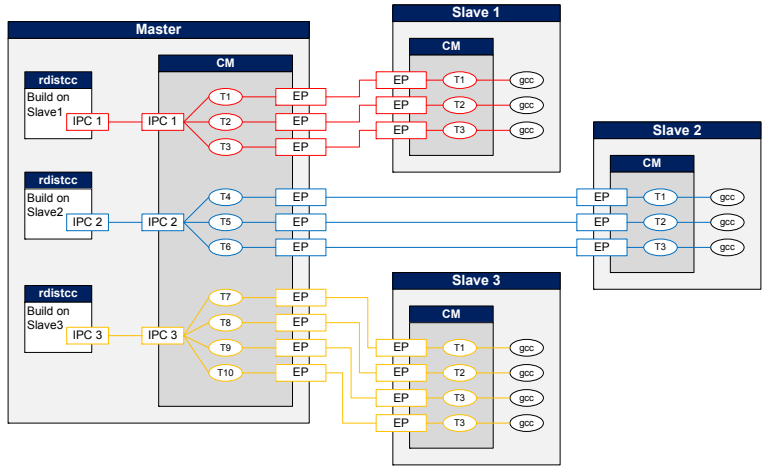 Master
CM
rdistcc
Build on
Slave1
IPC 1
IPC 1
T1
EP
T2
EP
T3
EP
rdistcc
Build on
Slave2
IPC 2
IPC 2
T4
EP
T5
EP
T6
EP
rdistcc
Build on
Slave3
IPC 3
IPC 3
T7
EP
T8
EP
T9
EP
T10
EP
Slave 1
CM
EP
T1
gcc
EP
T2
gcc
EP
T3
gcc
Slave 2
CM
EP
T1
gcc
EP
T2
gcc
EP
T3
gcc
Slave 3
CM
EP
T1
gcc
EP
T2
gcc
EP
T3
gcc
EP
T3
gcc